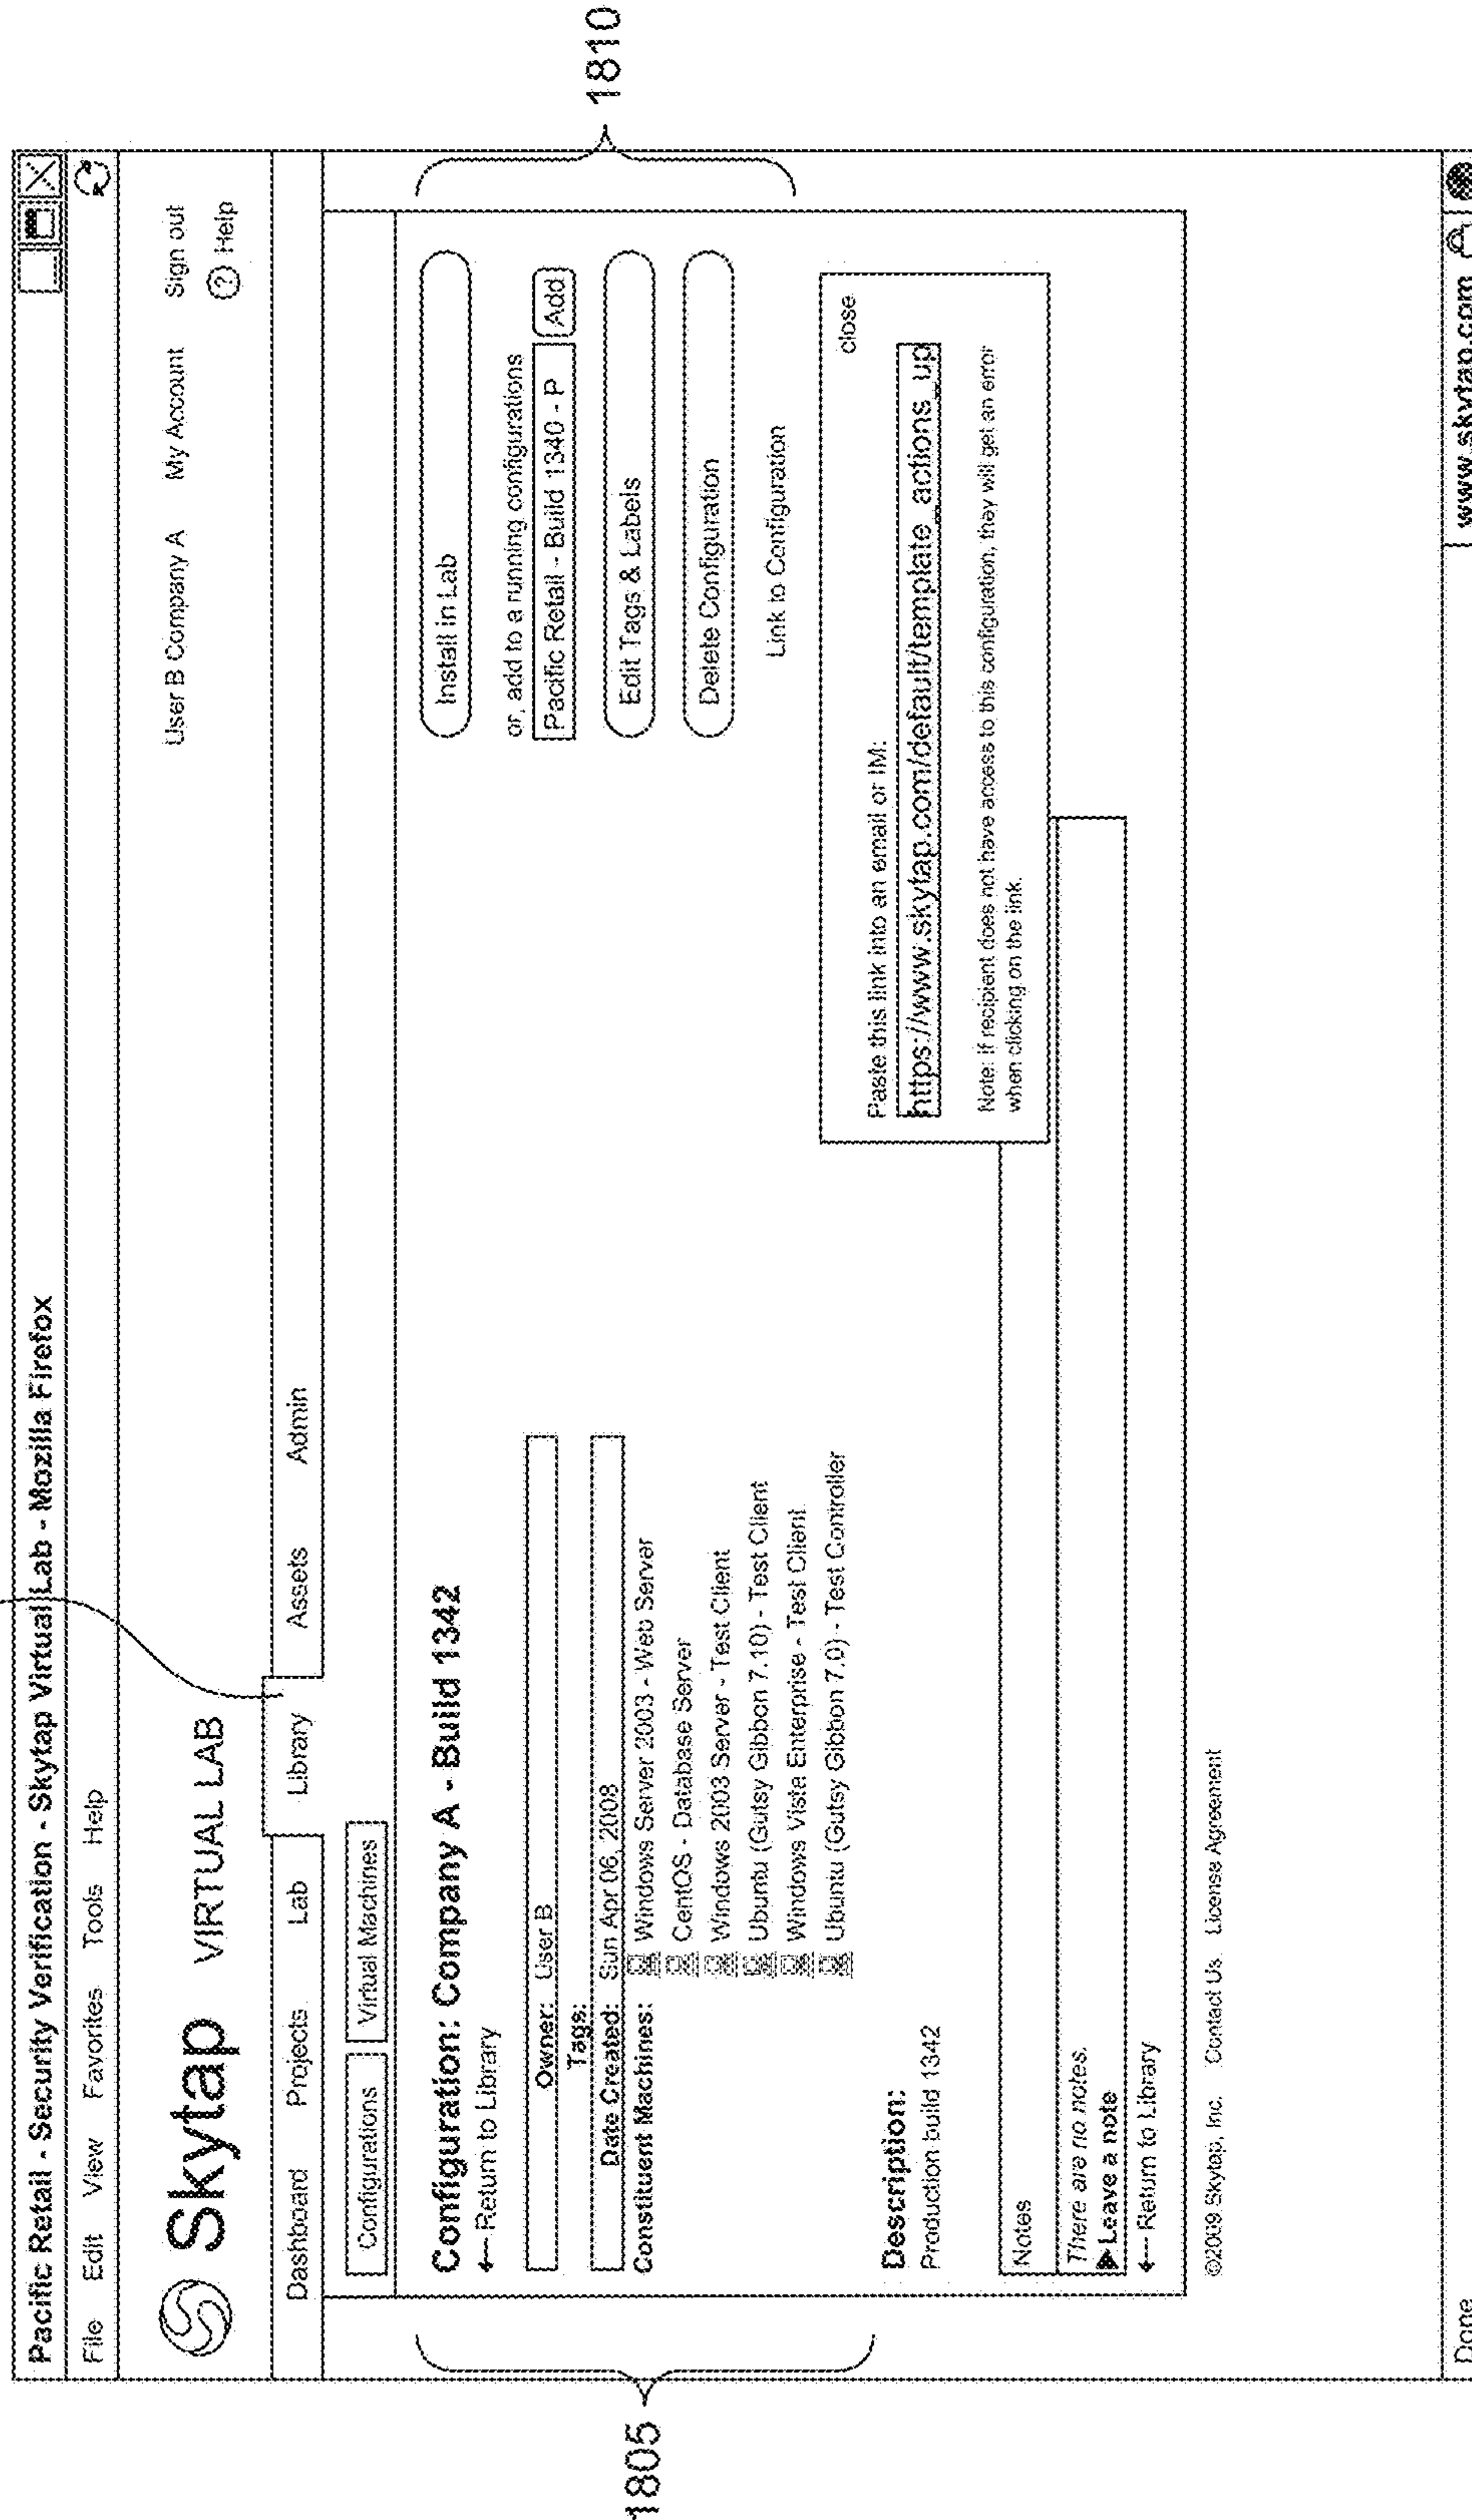 Pacific Retail - Security Verification - Skytap Virtual Lab - Mozilla Firefox
File Edit View Favorites Tools Help
Skytap VIRTUAL LAB
User B Company A My Account Sign out
? Help
Dashboard Projects Lab Library Assets Admin
Configurations Virtual Machines
Configuration: Company A - Build 1342
← Return to Library
Owner: User B
Tags:
Date Created: Sun Apr 06, 2008
Constituent Machines: Windows Server 2003 - Web Server
CentOS - Database Server
Windows 2003 Server - Test Client
Ubuntu (Gutsy Gibbon 7.10) - Test Client
Windows Vista Enterprise - Test Client
Ubuntu (Gutsy Gibbon 7.0) - Test Controller
Description:
Production build 1342
1805
Install in Lab
or, add to a running configurations
Pacific Retail - Build 1340 - P Add
Edit Tags & Labels
Delete Configuration
Link to Configuration
1810
close
Paste this link into an email or IM:
https://www.skytap.com/default/template_actions_up
Note: if recipient does not have access to this configuration, they will get an error
when clicking on the link.
Notes
There are no notes.
▶Leave a note
← Return to Library
©2009 Skytap, Inc. Contact Us License Agreement
Done www.skytap.com